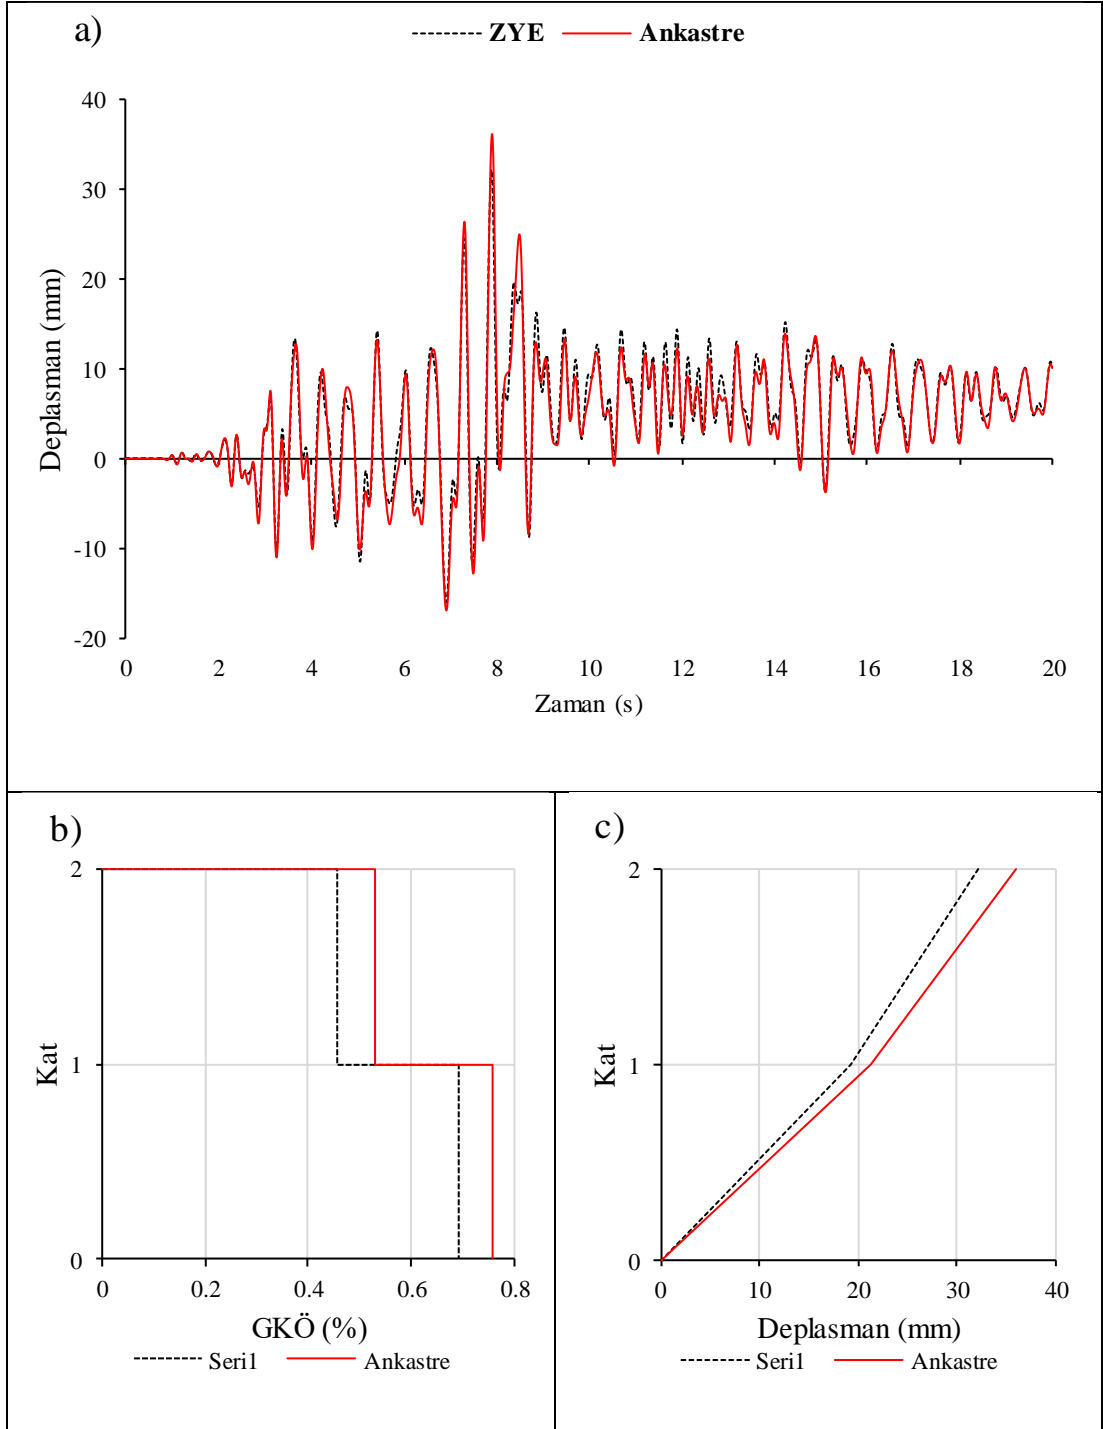 a)
ZYE Ankastre
40
30
20
10
0
-10
-20
Deplasman (mm)
0 2 4 6 8 10 12 14 16 18 20
Zaman (s)
b)
2
1
0
Kat
0 0.2 0.4 0.6 0.8
GKÖ (%)
Seri1 Ankastre
c)
2
1
0
Kat
0 10 20 30 40
Deplasman (mm)
Seri1 Ankastre